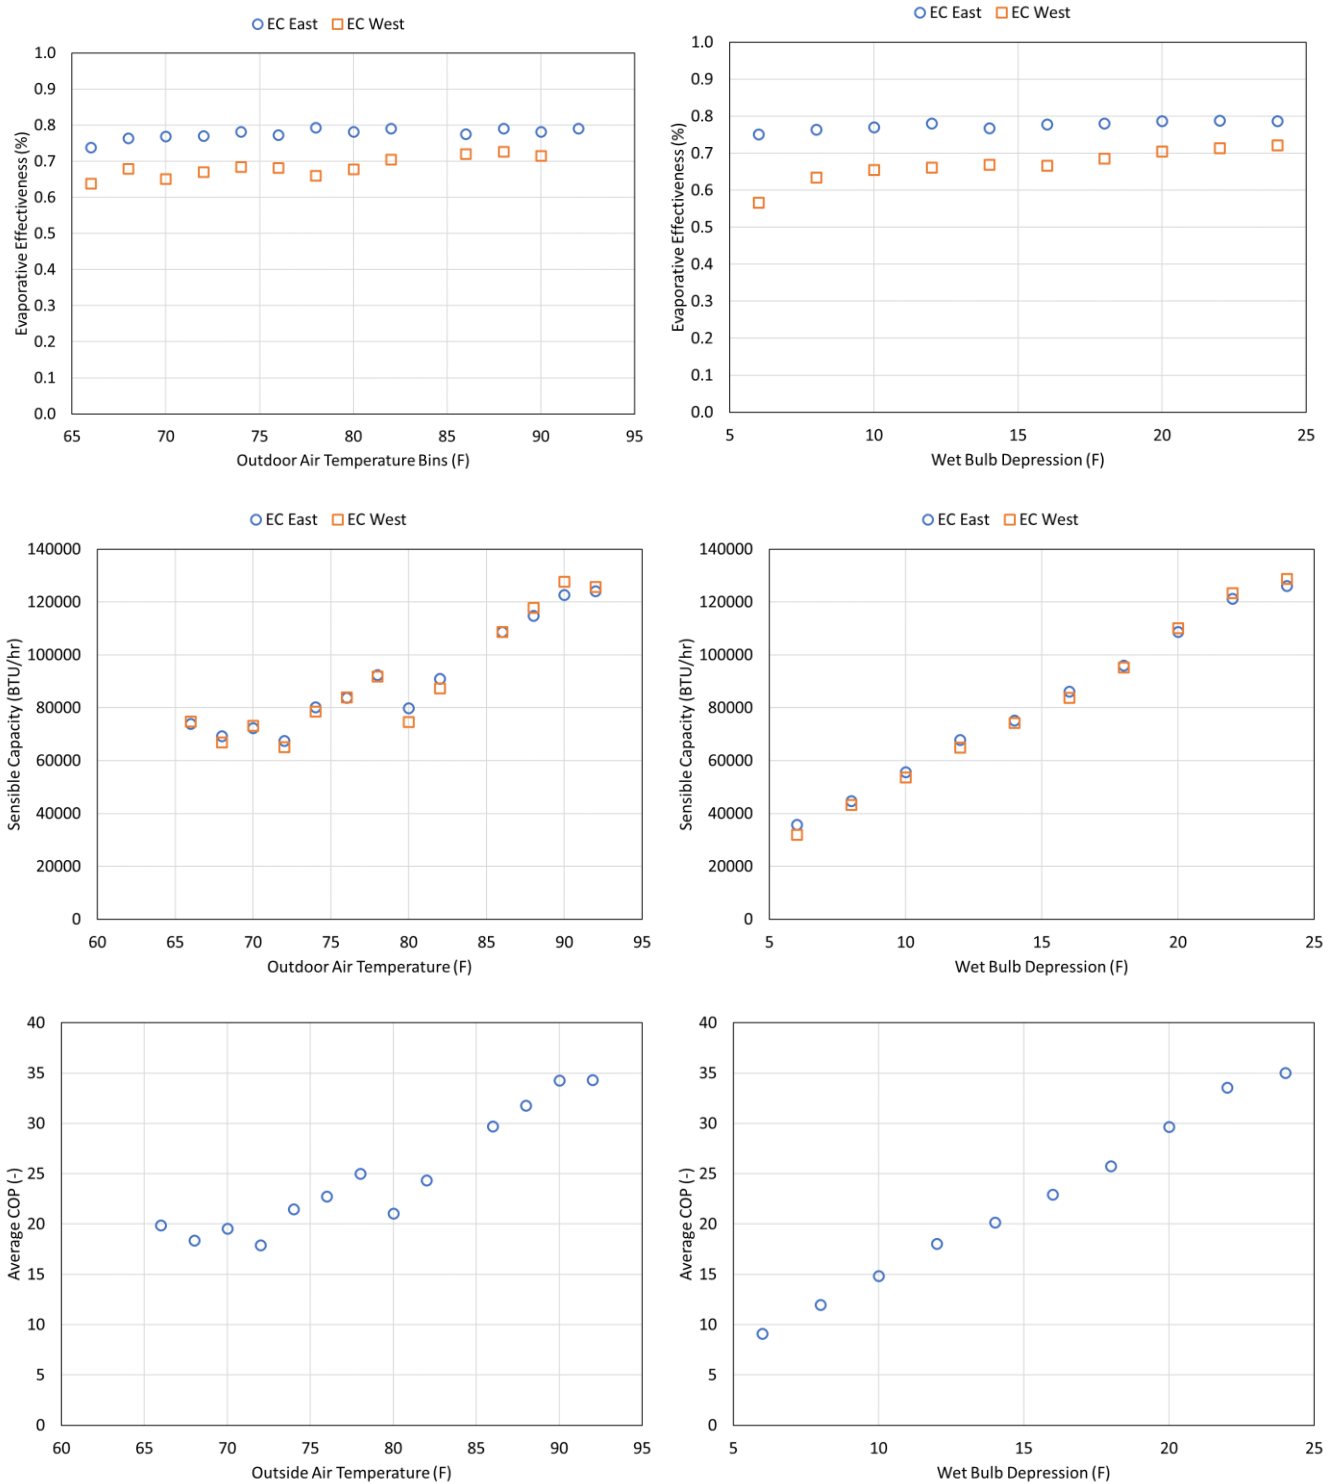 EC East EC West
1.0
0.9
0.8
0.7
0.6
0.5
0.4
0.3
0.2
0.1
0.0
65 70 75 80 85 90 95
Evaporative Effectiveness (%)
Outdoor Air Temperature Bins (F)
EC East EC West
1.0
0.9
0.8
0.7
0.6
0.5
0.4
0.3
0.2
0.1
0.0
5 10 15 20 25
Evaporative Effectiveness (%)
Wet Bulb Depression (F)
EC East EC West
140000
120000
100000
80000
60000
40000
20000
0
60 65 70 75 80 85 90 95
Sensible Capacity (BTU/hr)
Outdoor Air Temperature (F)
EC East EC West
140000
120000
100000
80000
60000
40000
20000
0
5 10 15 20 25
Sensible Capacity (BTU/hr)
Wet Bulb Depression (F)
40
35
30
25
20
15
10
5
0
60 65 70 75 80 85 90 95
Average COP (-)
Outside Air Temperature (F)
40
35
30
25
20
15
10
5
0
5 10 15 20 25
Average COP (-)
Wet Bulb Depression (F)